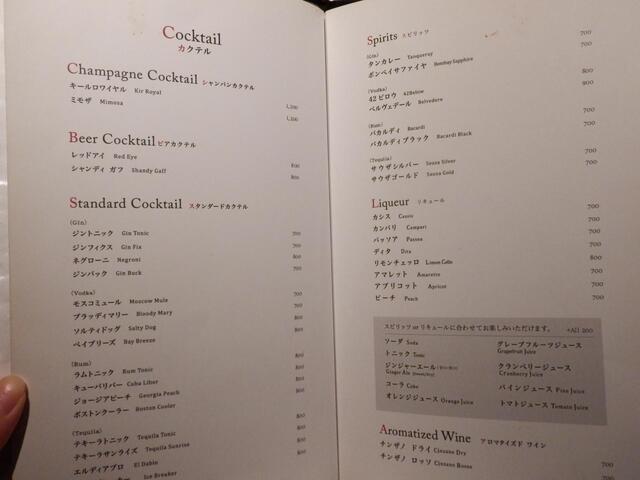 Cocktail
カクテル
Champagne Cocktail シャンパンカクテル
キールロワイヤル Kir Royal 1,200
ミモザ Mimosa 1,200
Beer Cocktail ビアカクテル
レッドアイ Red Eye 800
シャンディ ガフ Shandy Gaff 800
Standard Cocktail スタンダードカクテル
(Gin)
ジントニック Gin Tonic 700
ジンフィクス Gin Fix 700
ネグローニ Negroni 800
ジンバック Gin Buck 700
(Vodka)
モスコミュール Moscow Mule 700
ブラッディマリー Bloody Mary 700
ソルティドッグ Salty Dog 800
ベイブリーズ Bay Breeze 800
(Rum)
ラムトニック Rum Tonic
キューバリバー Cuba Liber
ジョージアピーチ Georgia Peach
ボストンクーラー Boston Cooler
(Tequila)
テキーラトニック Tequila Tonic
テキーラサンライズ Tequila Sunrise
エルディアブロ El Dablo
Ice Breaker
Spirits スピリッツ
(Gin)
タンカレー Tanqueray 700
ボンベイサファイヤ Bombay Sapphire 700
(Vodka)
42ビロウ 42Below 800
ベルヴェデール Belvedere 900
(Rum)
バカルディ Bacardi 700
バカルディブラック Bacardi Black 700
(Tequila)
サウザシルバー Sauza Silver 700
サウザゴールド Sauza Gold 700
Liqueur リキュール
カシス Cassis 700
カンパリ Campari 700
パッソア Passoa 700
ディタ Dita 700
リモンチェッロ Limon Cello 800
アマレット Amaretto 700
アプリコット Apricot 700
ピーチ Peach 700
スピリッツ or リキュールに合わせてお楽しみいただけます。 +All 200
ソーダ Soda
トニック Tonic
ジンジャーエール
Ginger Ale
コーラ Coke
オレンジジュース Orange Juice
グレープフルーツジュース
Grapefruit Juice
クランベリージュース
Cranberry Juice
パインジュース Pine Juice
トマトジュース Tomato Juice
Aromatized Wine アロマタイズド ワイン
チンザノ ドライ Cinzano Dry 700
チンザノ ロッソ Cinzano Rosso